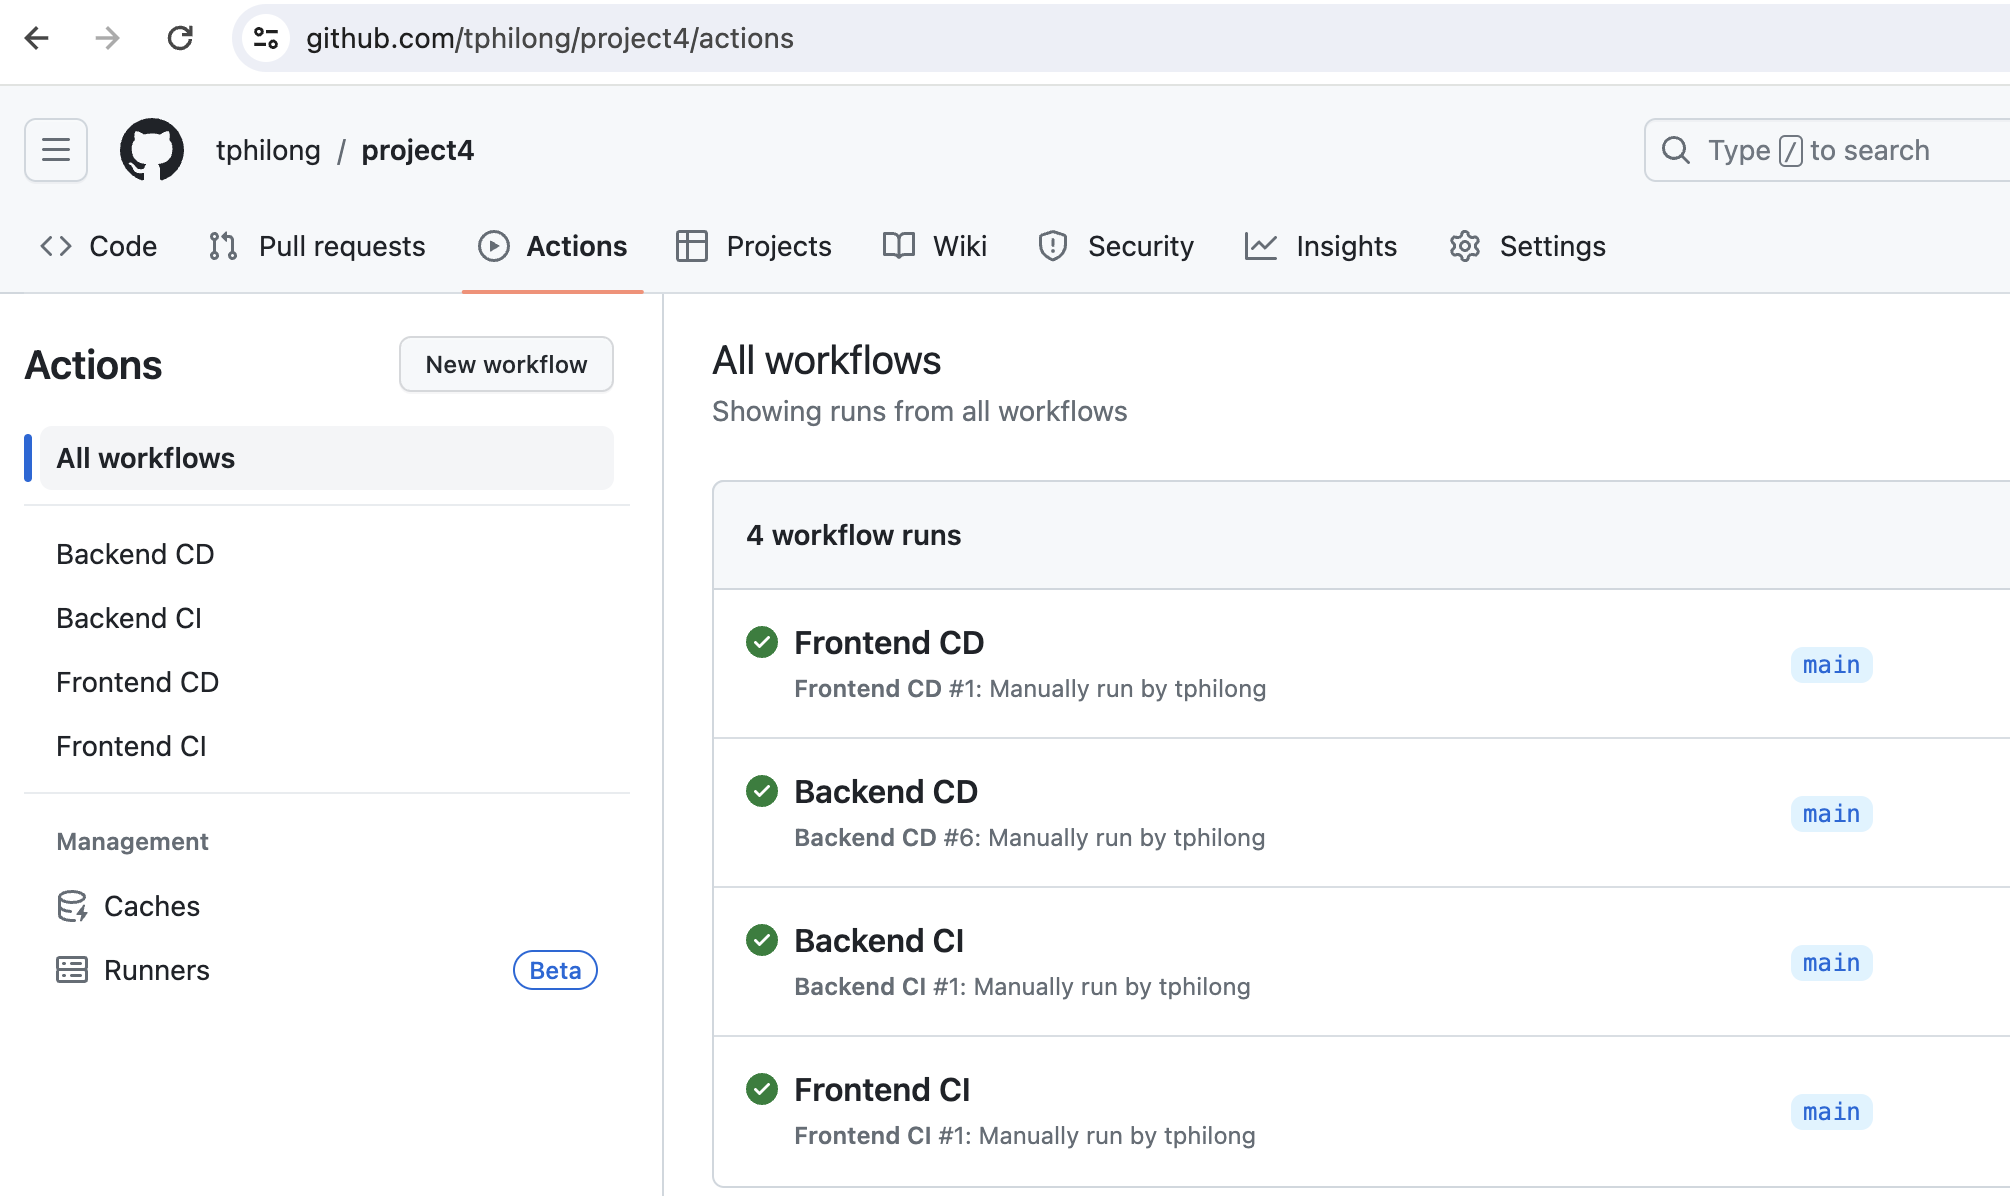 github.com/tphilong/project4/actions
tphilong / project4
Type / to search
Code Pull requests Actions Projects Wiki Security Insights Settings
Actions
New workflow
All workflows
Backend CD
Backend CI
Frontend CD
Frontend CI
Management
Caches
Runners
Beta
All workflows
Showing runs from all workflows
4 workflow runs
Frontend CD
Frontend CD #1: Manually run by tphilong
main
Backend CD
Backend CD #6: Manually run by tphilong
main
Backend CI
Backend CI #1: Manually run by tphilong
main
Frontend CI
Frontend CI #1: Manually run by tphilong
main